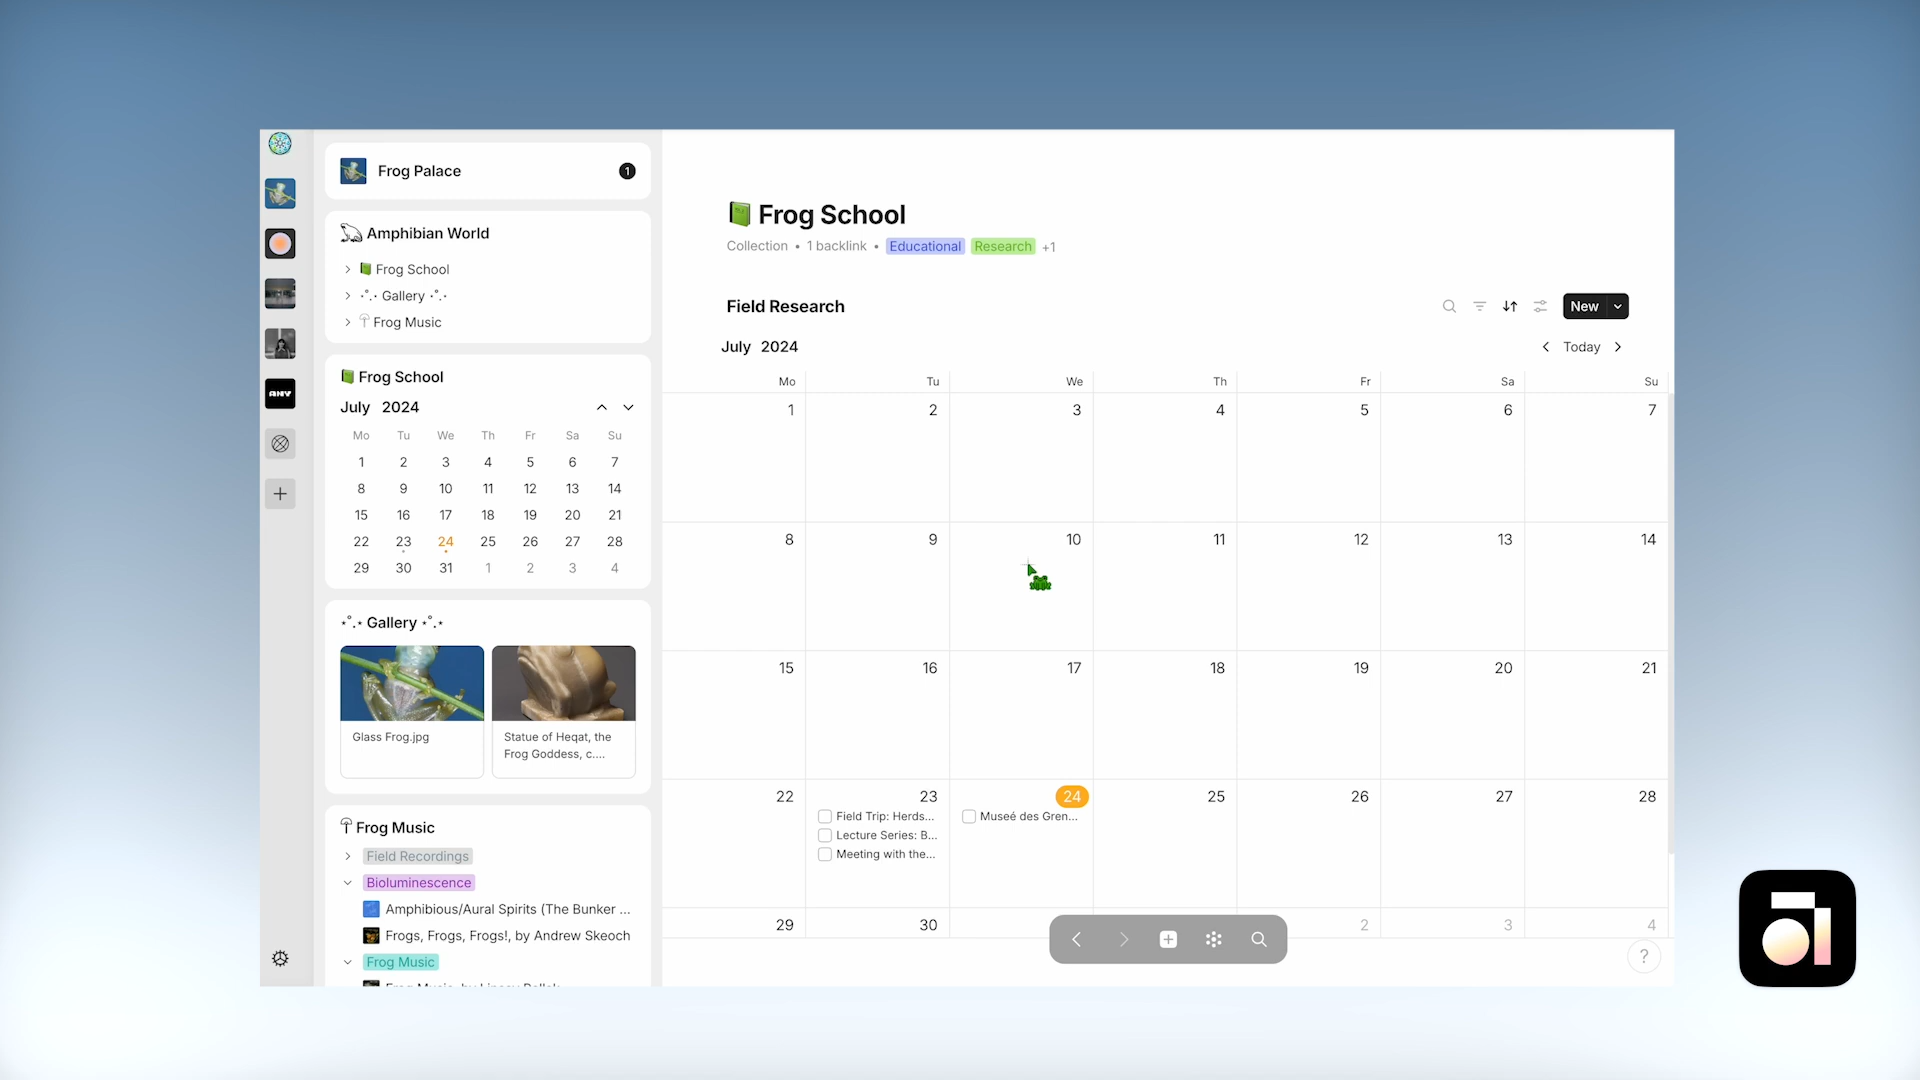 Frog Palace
1
Amphibian World
Frog School
⋆˚.⋆ Gallery ⋆˚.⋆
Frog Music
Frog School
July 2024
Mo Tu We Th Fr Sa Su
1 2 3 4 5 6 7
8 9 10 11 12 13 14
15 16 17 18 19 20 21
22 23 24 25 26 27 28
29 30 31 1 2 3 4
⋆˚.⋆ Gallery ⋆˚.⋆
Glass Frog.jpg
Statue of Heqat, the
Frog Goddess, c....
Frog Music
Field Recordings
Bioluminescence
Amphibious/Aural Spirits (The Bunker ...
Frogs, Frogs, Frogs!, by Andrew Skeoch
Frog Music
ANY
Frog School
Collection • 1 backlink • Educational Research +1
Field Research
New
July 2024
Today
Mo Tu We Th Fr Sa Su
1 2 3 4 5 6 7
8 9 10 11 12 13 14
15 16 17 18 19 20 21
22 23 24 25 26 27 28
Field Trip: Herds...
Lecture Series: B...
Meeting with the...
Museé des Gren...
29 30 2 3 4
?